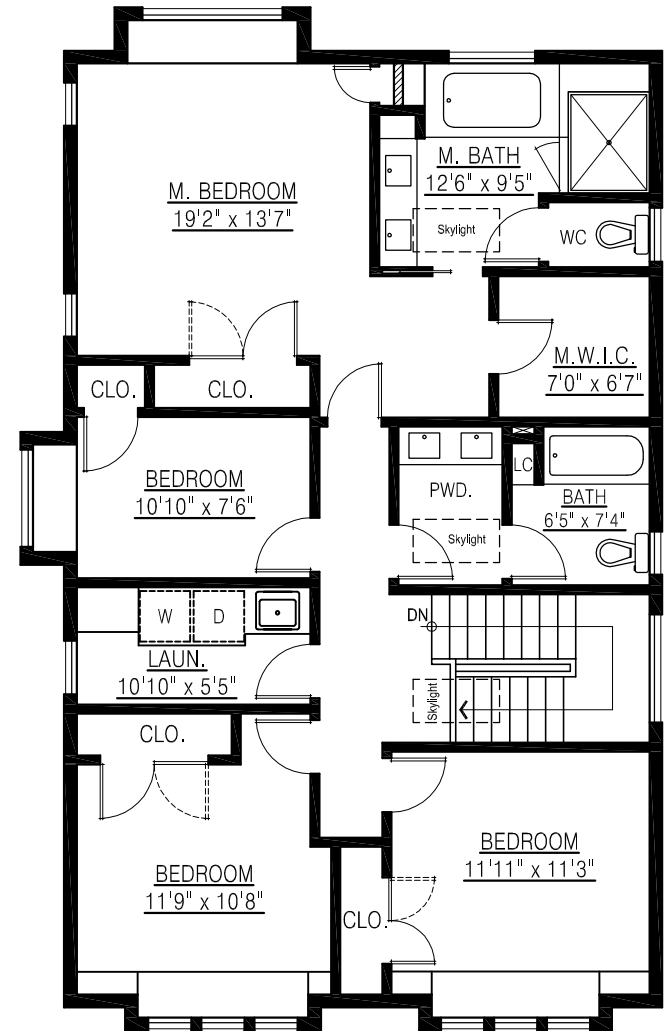 M. BEDROOM
19'2" x 13'7"
M. BATH
12'6" x 9'5"
Skylight
WC
M.W.I.C.
7'0" x 6'7"
CLO.
CLO.
BEDROOM
10'10" x 7'6"
PWD.
LC
BATH
6'5" x 7'4"
Skylight
W
D
LAUN.
10'10" x 5'5"
DN
Skylight
CLO.
BEDROOM
11'9" x 10'8"
BEDROOM
11'11" x 11'3"
CLO.